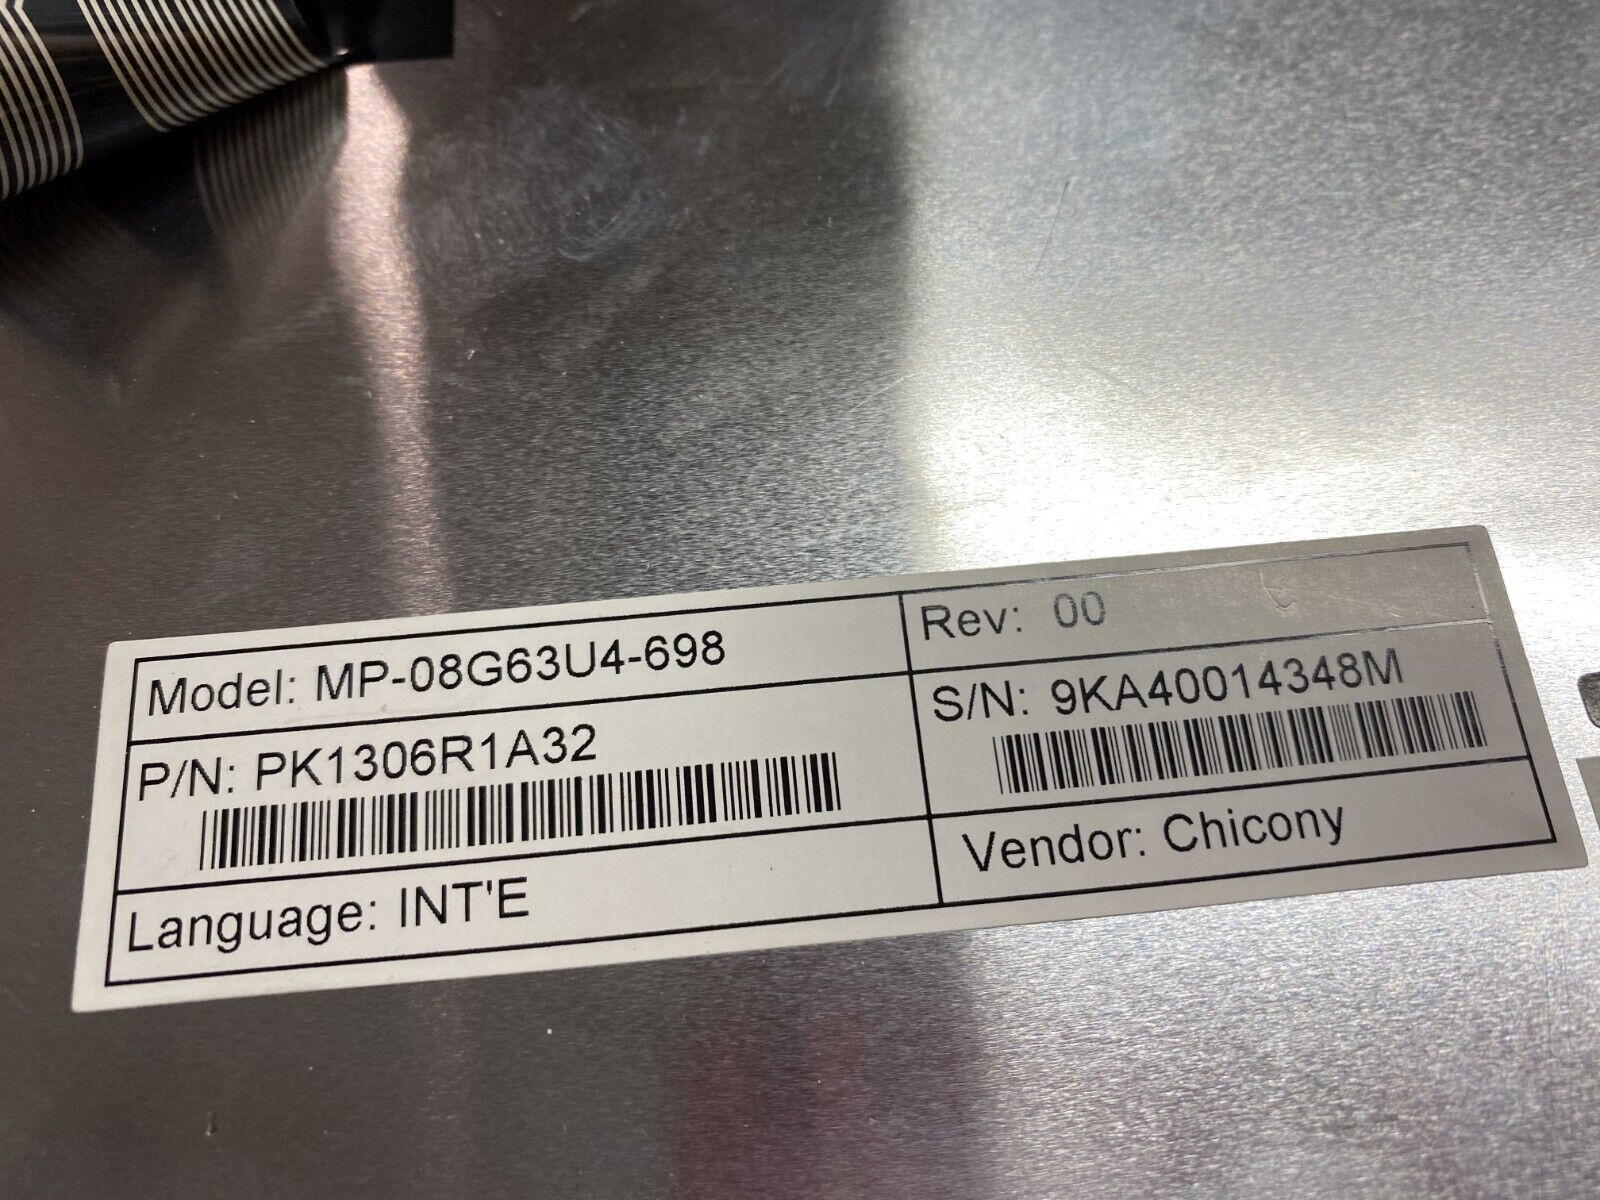 Model: MP-08G63U4-698
Rev: 00
P/N: PK1306R1A32
S/N: 9KA40014348M
Language: INT'E
Vendor: Chicony